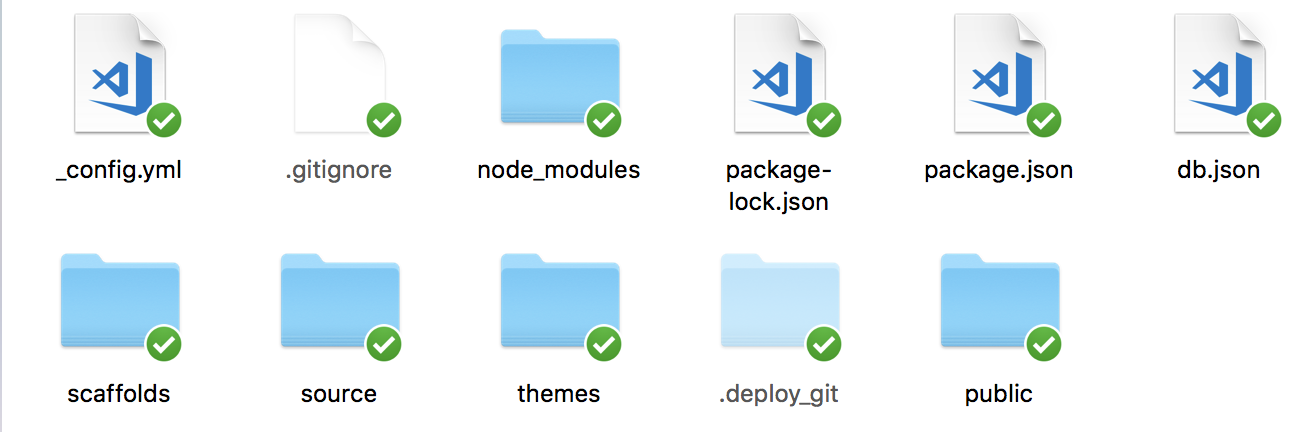 _config.yml
.gitignore
node_modules
package-
lock.json
package.json
db.json
scaffolds
source
themes
.deploy_git
public